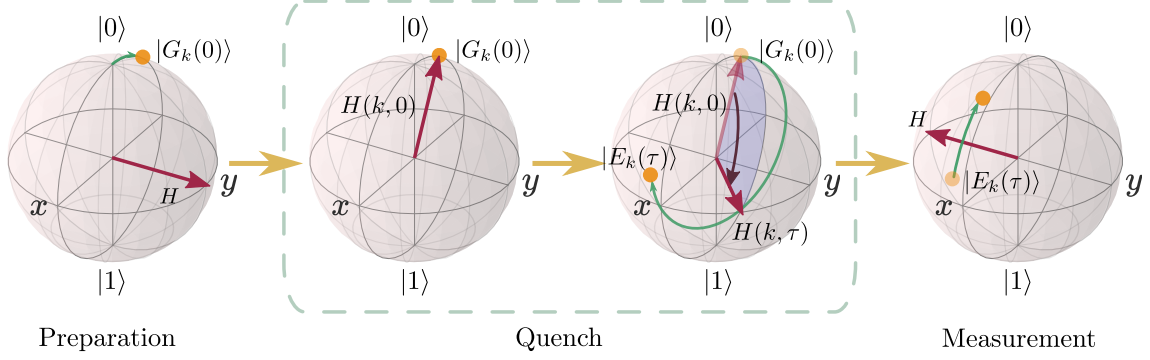 |0⟩ |0⟩ |0⟩ |0⟩
|G_k(0)⟩ |G_k(0)⟩ |G_k(0)⟩
H(k, 0) H(k, 0)
H
|E_k(τ)⟩
H y y |E_k(τ)⟩ y
x x x x
H(k, τ)
|1⟩ |1⟩ |1⟩ |1⟩
Preparation Quench Measurement